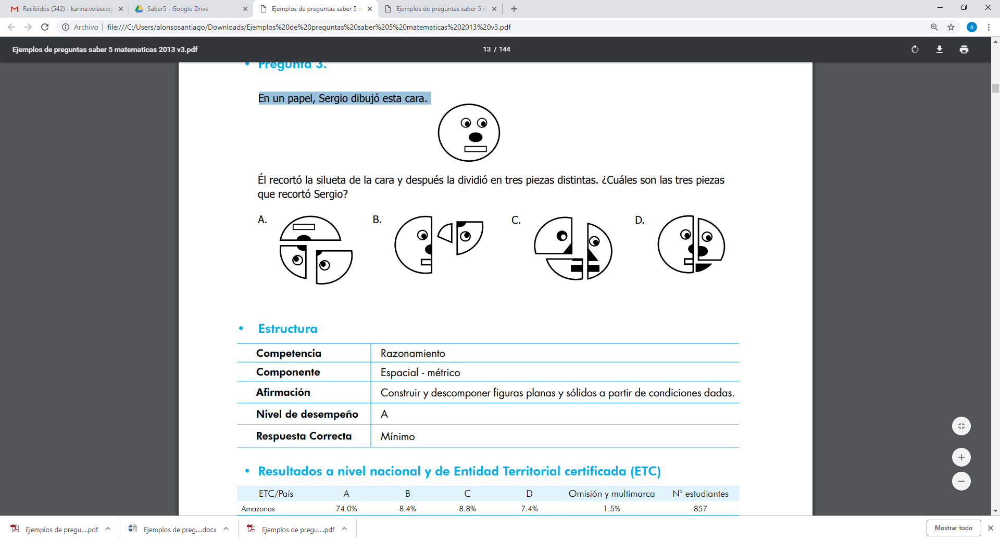 Recibidos (542) - karina.velascog
Saber5 - Google Drive
Ejemplos de preguntas saber 5 m
Ejemplos de preguntas saber 5 m
Archivo
file:///C:/Users/alonsosantiago/Downloads/Ejemplos%20de%20preguntas%20saber%205%20matematicas%202013%20v3.pdf
a
Ejemplos de preguntas saber 5 matematicas 2013 v3.pdf
13 / 144
• Pregunta 3.
En un papel, Sergio dibujó esta cara.
Él recortó la silueta de la cara y después la dividió en tres piezas distintas. ¿Cuáles son las tres piezas
que recortó Sergio?
A. B. C. D.
• Estructura
Competencia Razonamiento
Componente Espacial - métrico
Afirmación Construir y descomponer figuras planas y sólidos a partir de condiciones dadas.
Nivel de desempeño A
Respuesta Correcta Mínimo
• Resultados a nivel nacional y de Entidad Territorial certificada (ETC)
ETC/País A B C D Omisión y multimarca N° estudiantes
Amazonas 74.0% 8.4% 8.8% 7.4% 1.5% 857
Ejemplos de pregu....pdf
Ejemplos de preg....docx
Ejemplos de pregu....pdf
Mostrar todo